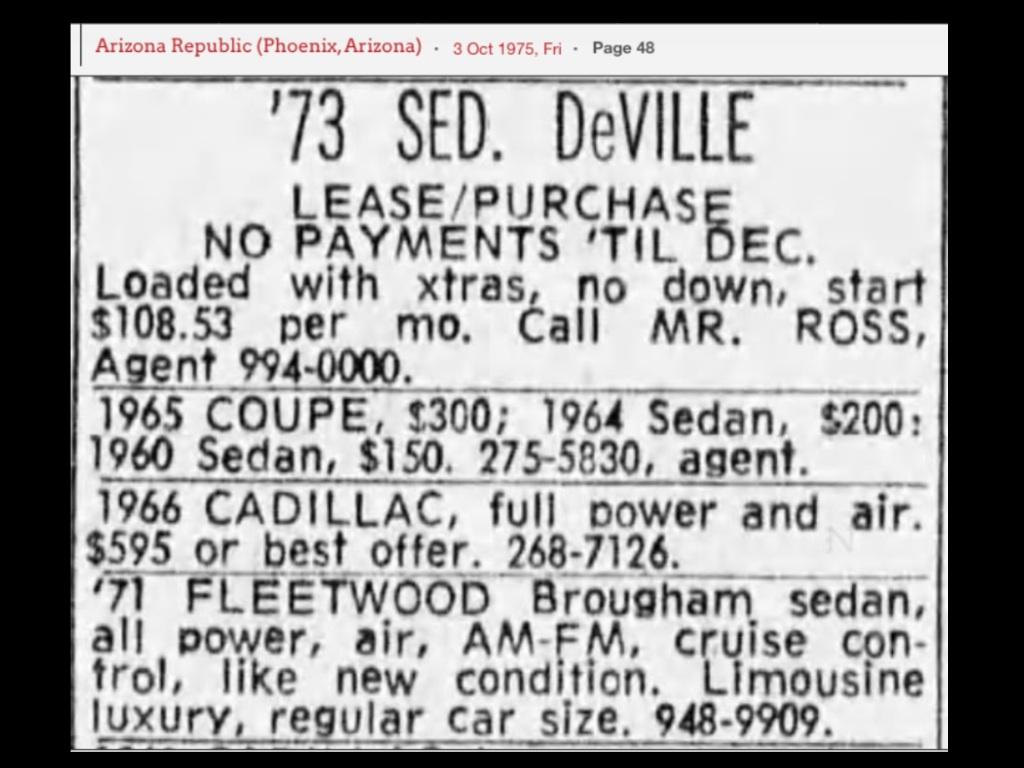 Arizona Republic (Phoenix, Arizona) · 3 Oct 1975, Fri · Page 48
'73 SED. DeVILLE
LEASE/PURCHASE
NO PAYMENTS 'TIL DEC.
Loaded with xtras, no down, start
$108.53 per mo. Call MR. ROSS,
Agent 994-0000.
1965 COUPE, $300; 1964 Sedan, $200:
1960 Sedan, $150. 275-5830, agent.
1966 CADILLAC, full power and air.
$595 or best offer. 268-7126.
'71 FLEETWOOD Brougham sedan,
all power, air, AM-FM, cruise con-
trol, like new condition. Limousine
luxury, regular car size. 948-9909.